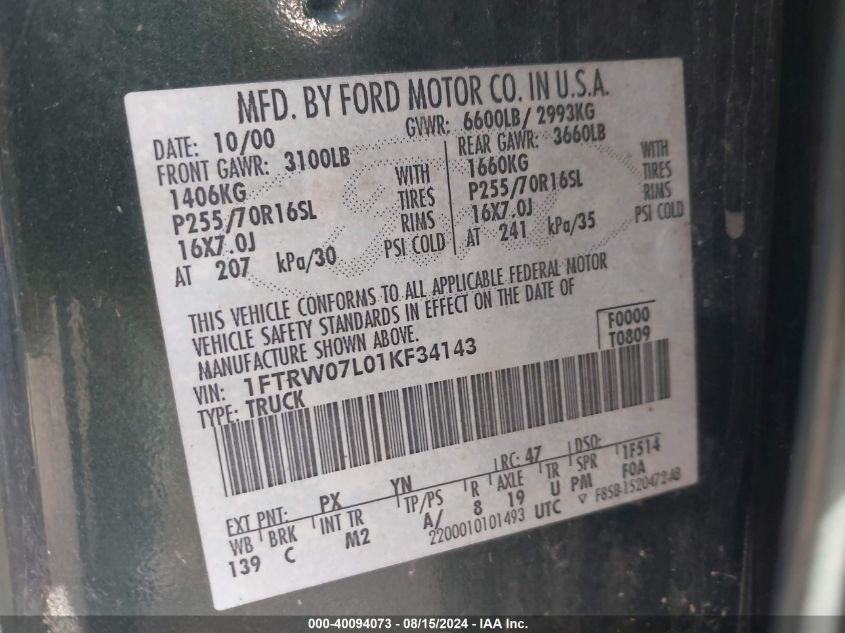 MFD. BY FORD MOTOR CO. IN U.S.A.
DATE: 10/00 GVWR: 6600LB/ 2993KG
FRONT GAWR: 3100LB REAR GAWR: 3660LB
1406KG WITH 1660KG WITH
P255/70R16SL TIRES P255/70R16SL TIRES
16X7.0J RIMS 16X7.0J RIMS
AT 207 kPa/30 PSI COLD AT 241 kPa/35 PSI COLD
THIS VEHICLE CONFORMS TO ALL APPLICABLE FEDERAL MOTOR
VEHICLE SAFETY STANDARDS IN EFFECT ON THE DATE OF
MANUFACTURE SHOWN ABOVE.
F0000
T0809
VIN: 1FTRW07L01KF34143
TYPE: TRUCK
EXT PNT: PX YN RC: 47 DSO:
WB BRK INT TR TP/PS R AXLE TR SPR 1F514
139 C M2 A/ 8 19 U PM F0A
2200010101493 UTC ▽ F85B-1520472-AB
000-40094073 - 08/15/2024 - IAA Inc.